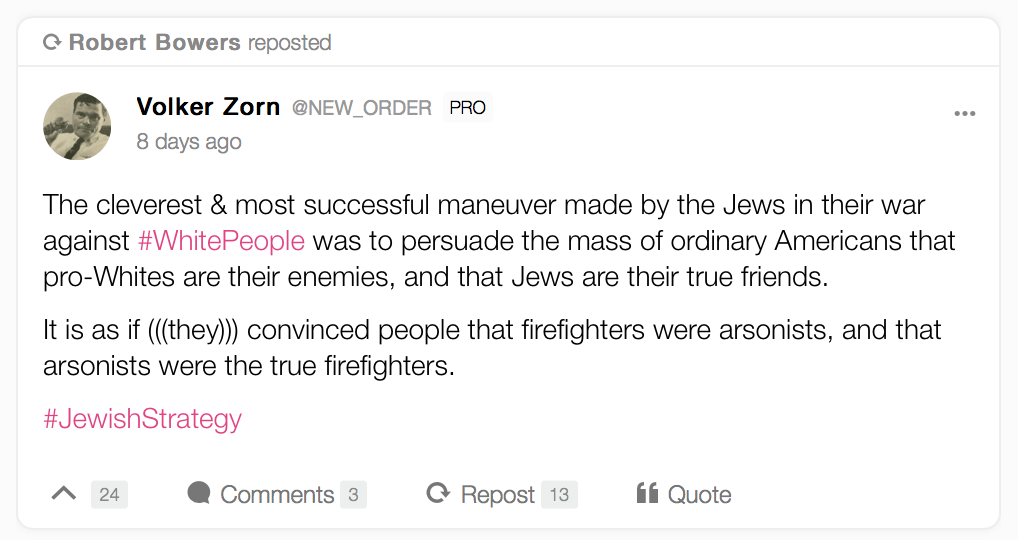 Robert Bowers reposted
Volker Zorn @NEW_ORDER PRO
8 days ago
The cleverest & most successful maneuver made by the Jews in their war
against #WhitePeople was to persuade the mass of ordinary Americans that
pro-Whites are their enemies, and that Jews are their true friends.
It is as if (((they))) convinced people that firefighters were arsonists, and that
arsonists were the true firefighters.
#JewishStrategy
24 Comments 3 Repost 13 Quote